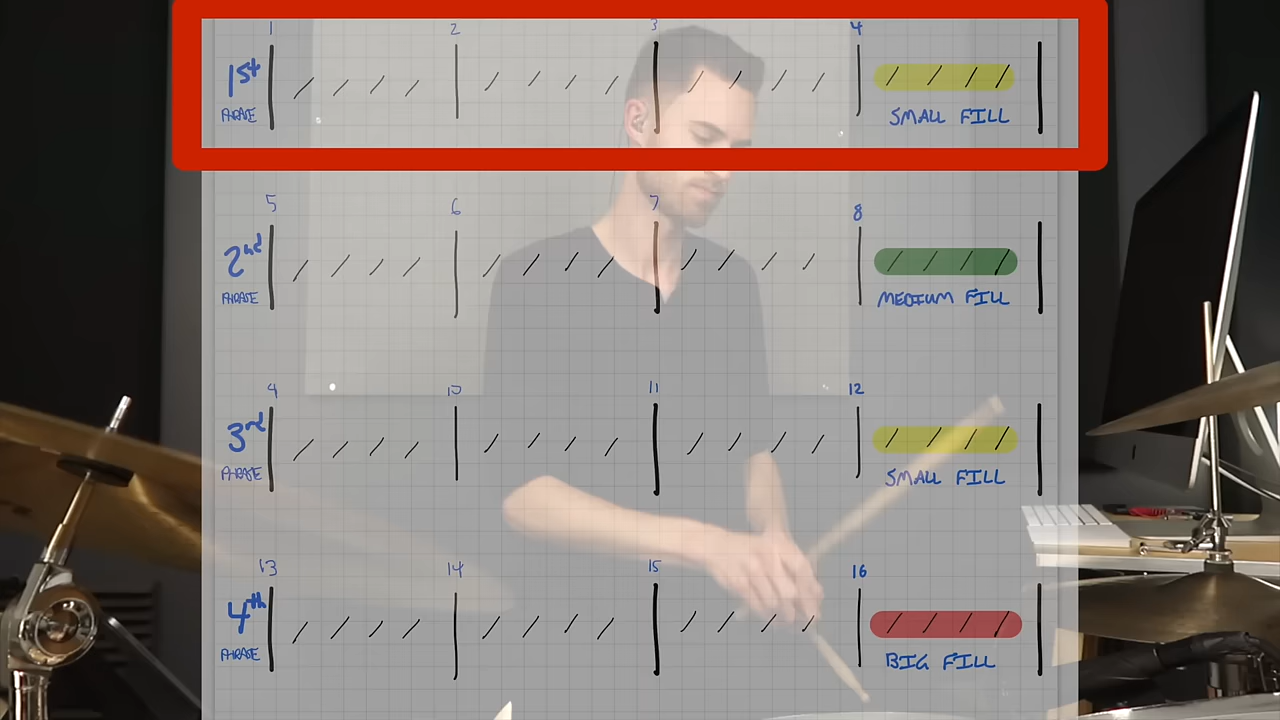 1 2 3 4
1st
PHRASE
SMALL FILL
5 6 7 8
2nd
PHRASE
MEDIUM FILL
9 10 11 12
3rd
PHRASE
SMALL FILL
13 14 15 16
4th
PHRASE
BIG FILL